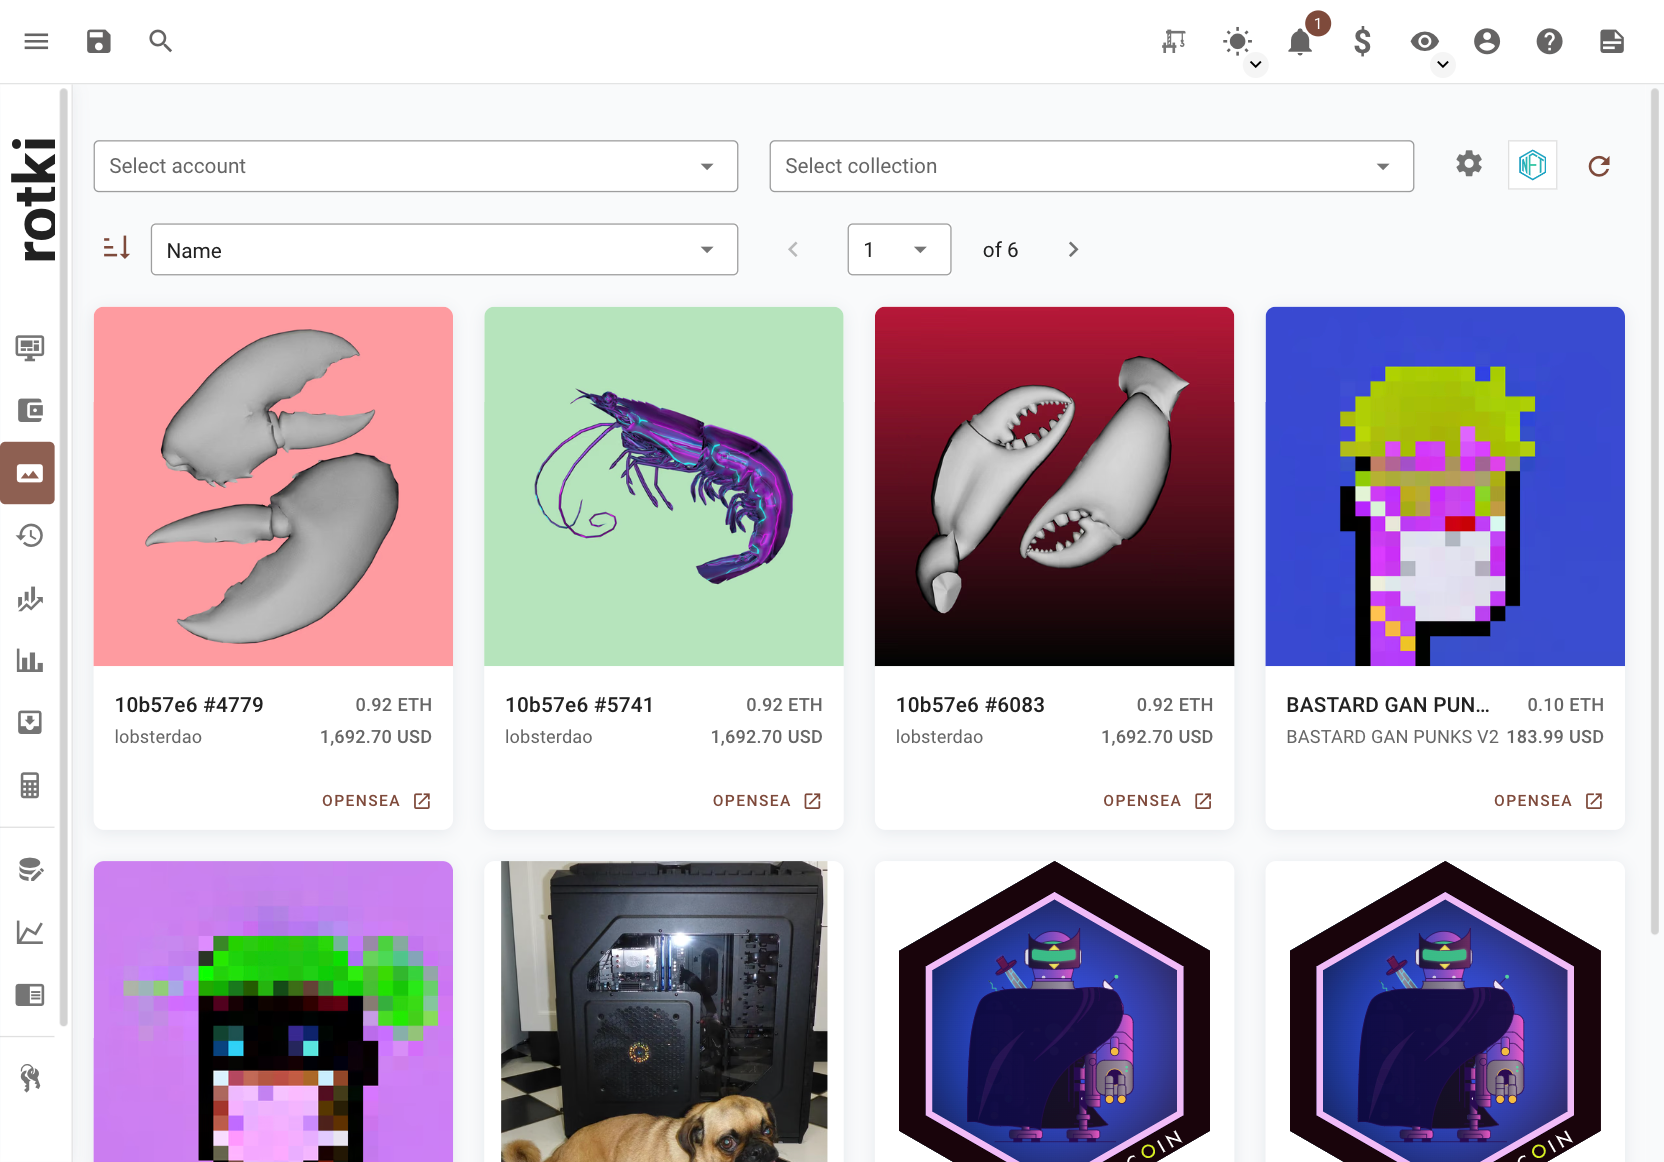 1
rotki
Select account
Select collection
NFT
Name
1
of 6
10b57e6 #4779
0.92 ETH
lobsterdao
1,692.70 USD
OPENSEA
10b57e6 #5741
0.92 ETH
lobsterdao
1,692.70 USD
OPENSEA
10b57e6 #6083
0.92 ETH
lobsterdao
1,692.70 USD
OPENSEA
BASTARD GAN PUN...
0.10 ETH
BASTARD GAN PUNKS V2
183.99 USD
OPENSEA
COIN
COIN